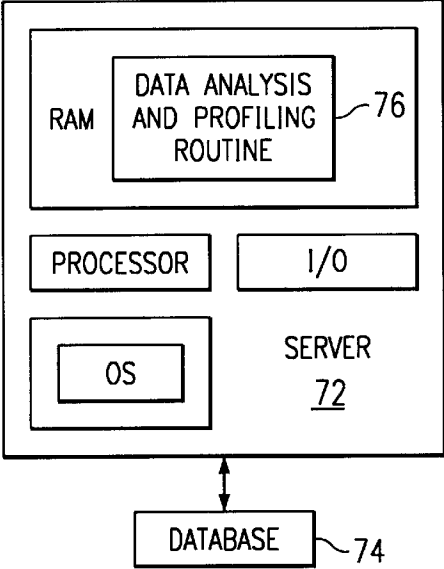 DATA ANALYSIS
AND PROFILING
ROUTINE
RAM
76
PROCESSOR
I/O
OS
SERVER
72
DATABASE
74